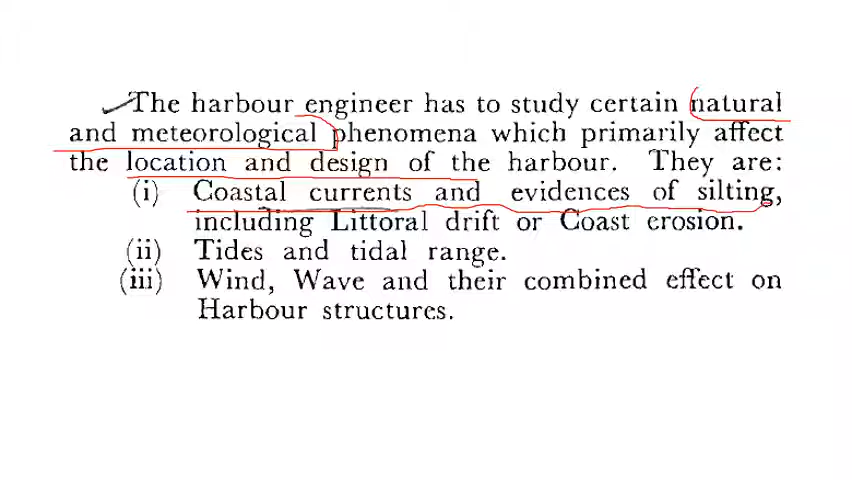 The harbour engineer has to study certain natural
and meteorological phenomena which primarily affect
the location and design of the harbour. They are:
(i) Coastal currents and evidences of silting,
including Littoral drift or Coast erosion.
(ii) Tides and tidal range.
(iii) Wind, Wave and their combined effect on
Harbour structures.